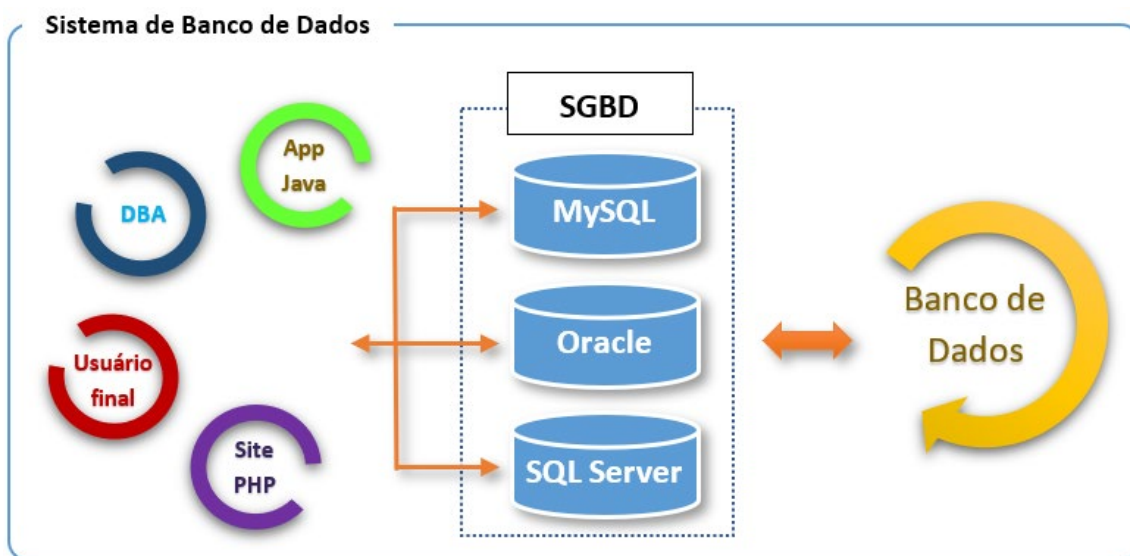 Sistema de Banco de Dados
SGBD
App
Java
DBA
Usuário
final
Site
PHP
MySQL
Oracle
SQL Server
Banco de
Dados